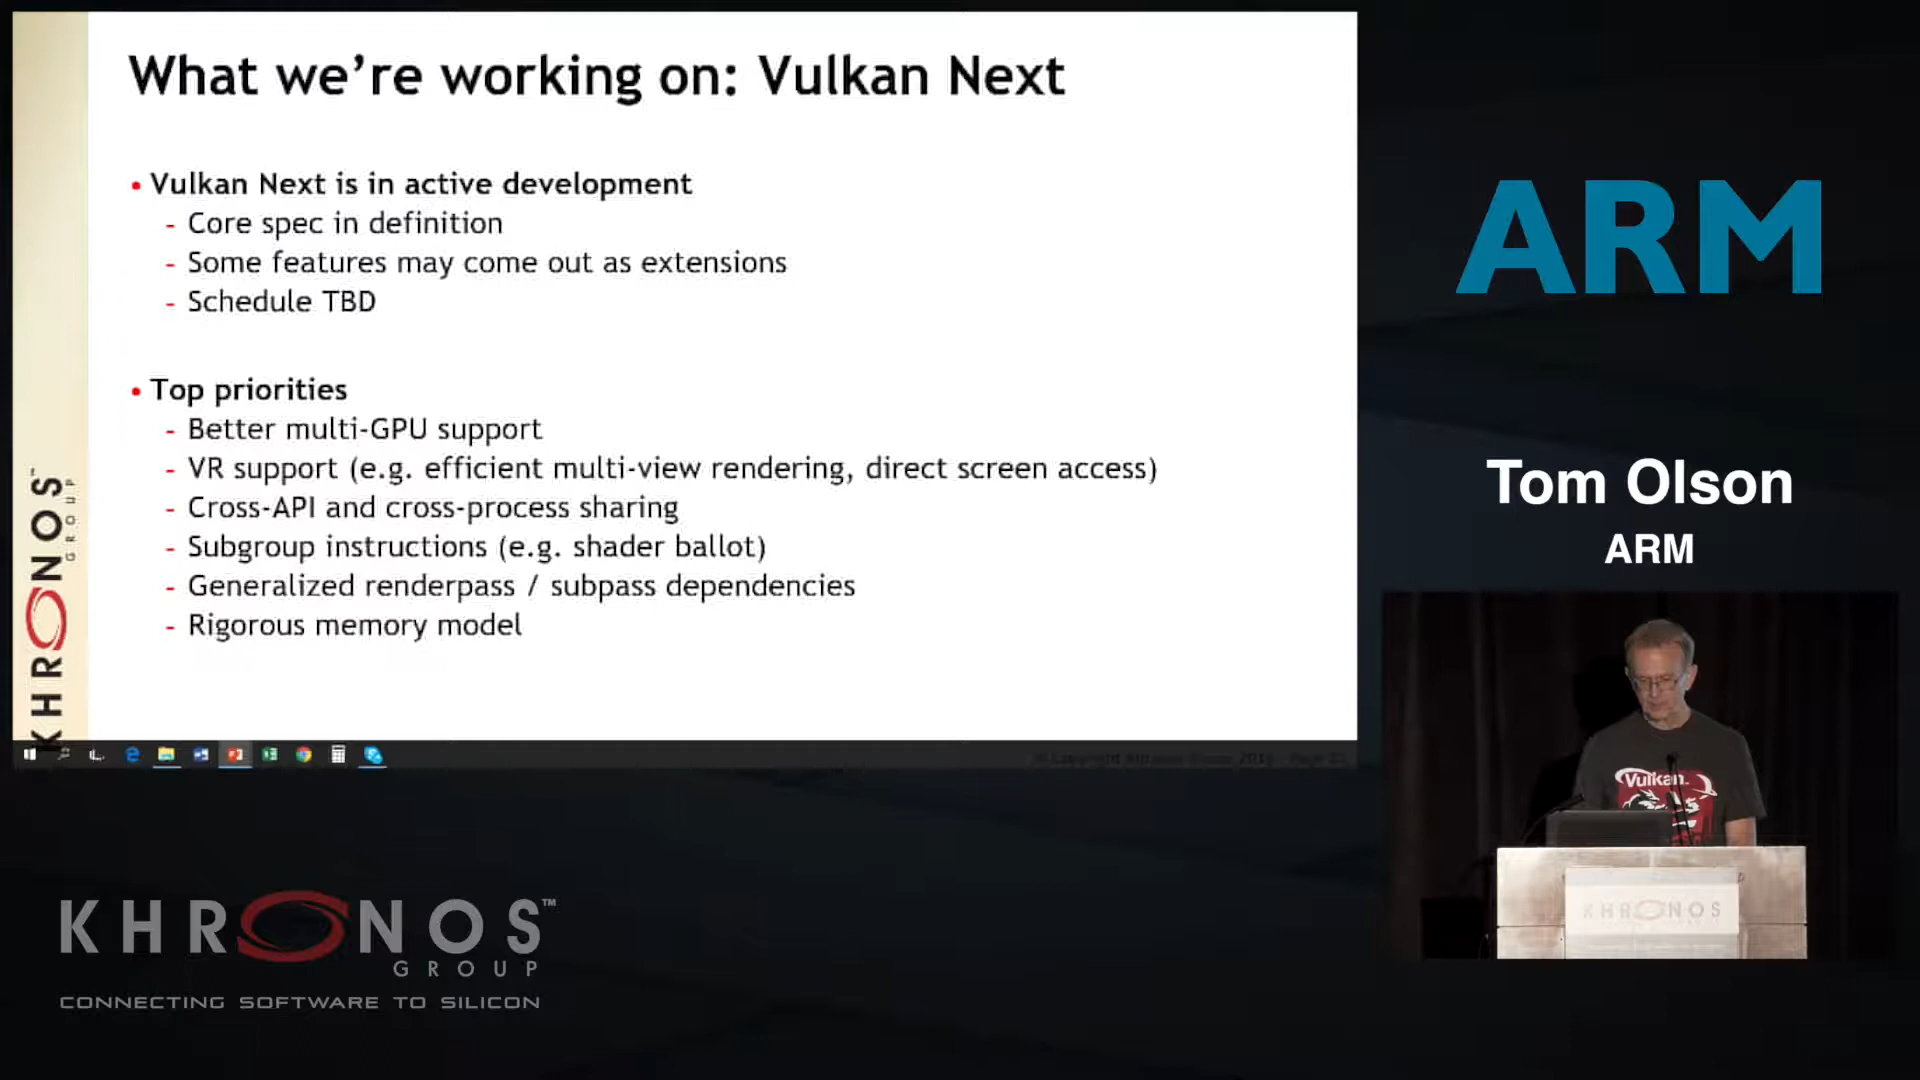 What we're working on: Vulkan Next
• Vulkan Next is in active development
- Core spec in definition
- Some features may come out as extensions
- Schedule TBD
• Top priorities
- Better multi-GPU support
- VR support (e.g. efficient multi-view rendering, direct screen access)
- Cross-API and cross-process sharing
- Subgroup instructions (e.g. shader ballot)
- Generalized renderpass / subpass dependencies
- Rigorous memory model
KHRONOS™
GROUP
ARM
Tom Olson
ARM
Vulkan.
KHRONOS
KHRONOS™
GROUP
CONNECTING SOFTWARE TO SILICON